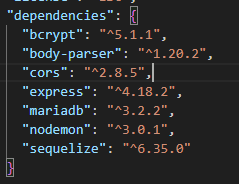 "dependencies": {
"bcrypt": "^5.1.1",
"body-parser": "^1.20.2",
"cors": "^2.8.5",
"express": "^4.18.2",
"mariadb": "^3.2.2",
"nodemon": "^3.0.1",
"sequelize": "^6.35.0"
}